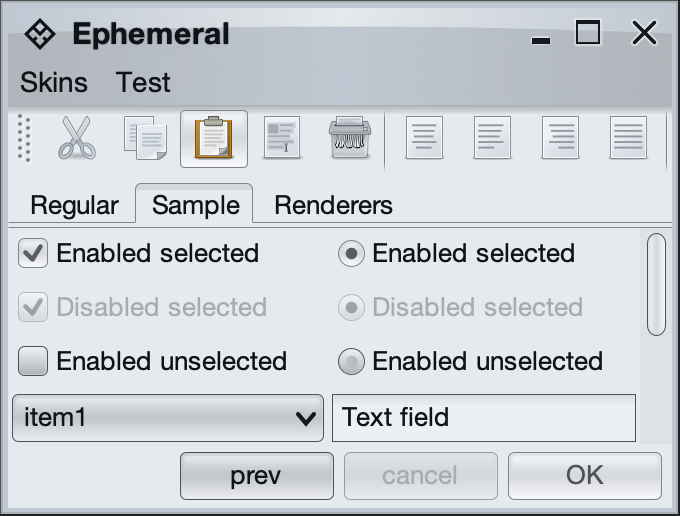 Ephemeral
Skins Test
Regular Sample Renderers
Enabled selected Enabled selected
Disabled selected Disabled selected
Enabled unselected Enabled unselected
item1 Text field
prev cancel OK